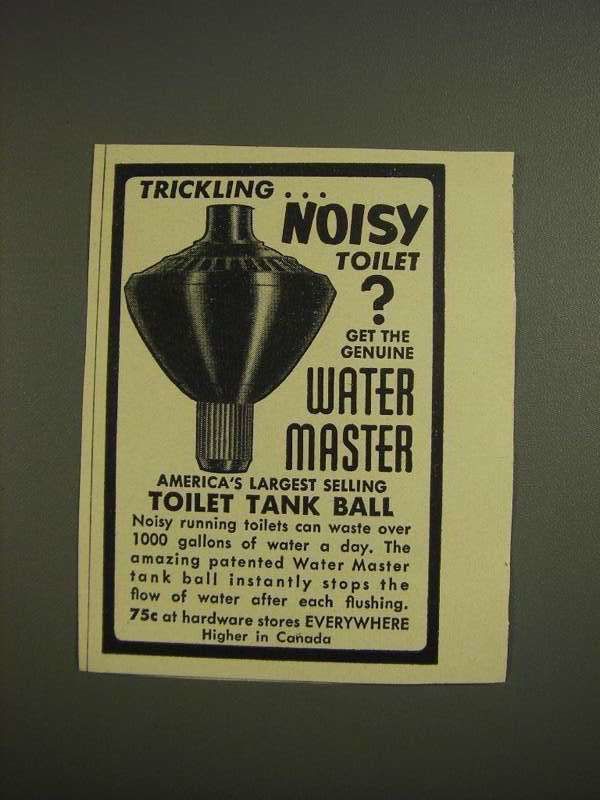 TRICKLING ...
NOISY
TOILET
?
GET THE
GENUINE
WATER
MASTER
AMERICA'S LARGEST SELLING
TOILET TANK BALL
Noisy running toilets can waste over
1000 gallons of water a day. The
amazing patented Water Master
tank ball instantly stops the
flow of water after each flushing.
75c at hardware stores EVERYWHERE
Higher in Canada